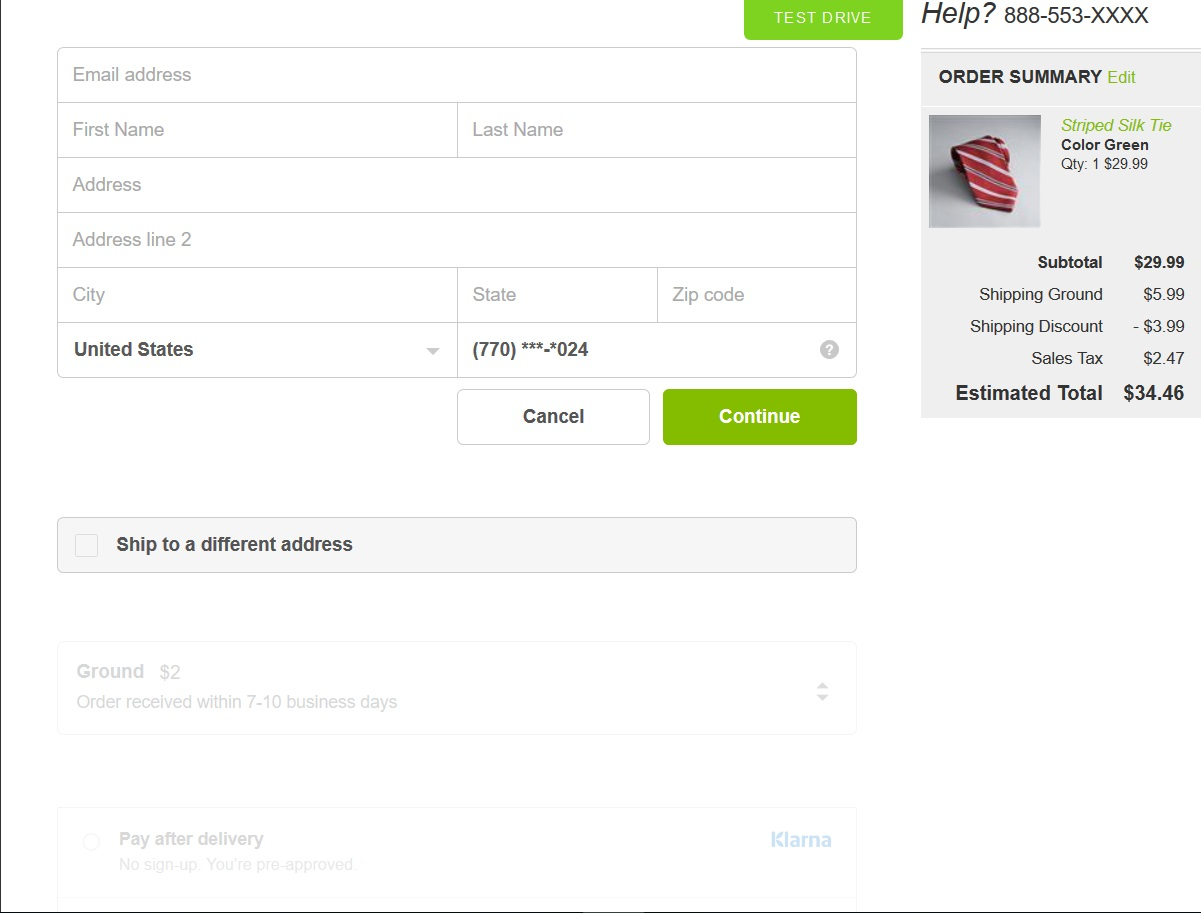 TEST DRIVE
Help? 888-553-XXXX
Email address
First Name Last Name
Address
Address line 2
City State Zip code
United States (770) ***-*024
?
Cancel Continue
Ship to a different address
Ground $2
Order received within 7-10 business days
Pay after delivery
Klarna
No sign-up. You're pre-approved.
ORDER SUMMARY Edit
Striped Silk Tie
Color Green
Qty: 1 $29.99
Subtotal $29.99
Shipping Ground $5.99
Shipping Discount - $3.99
Sales Tax $2.47
Estimated Total $34.46